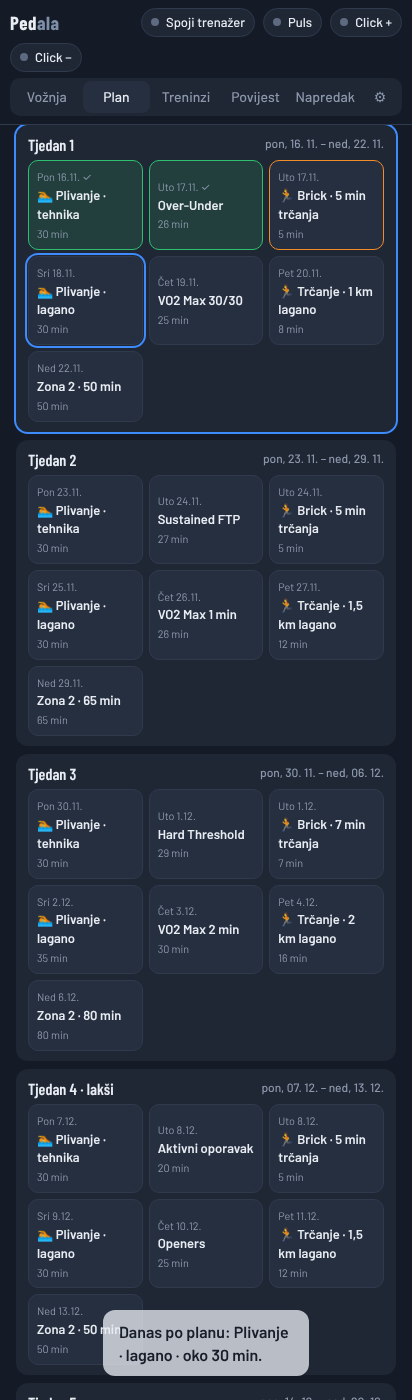 Pedala
Spoji trenažer
Puls
Click +
Click –
Vožnja
Plan
Treninzi
Povijest
Napredak
Tjedan 1
pon, 16. 11. – ned, 22. 11.
Pon 16.11. ✓
Plivanje ·
tehnika
30 min
Uto 17.11. ✓
Over-Under
26 min
Uto 17.11.
Brick · 5 min
trčanja
5 min
Sri 18.11.
Plivanje ·
lagano
30 min
Čet 19.11.
VO2 Max 30/30
25 min
Pet 20.11.
Trčanje · 1 km
lagano
8 min
Ned 22.11.
Zona 2 · 50 min
50 min
Tjedan 2
pon, 23. 11. – ned, 29. 11.
Pon 23.11.
Plivanje ·
tehnika
30 min
Uto 24.11.
Sustained FTP
27 min
Uto 24.11.
Brick · 5 min
trčanja
5 min
Sri 25.11.
Plivanje ·
lagano
30 min
Čet 26.11.
VO2 Max 1 min
26 min
Pet 27.11.
Trčanje · 1,5
km lagano
12 min
Ned 29.11.
Zona 2 · 65 min
65 min
Tjedan 3
pon, 30. 11. – ned, 06. 12.
Pon 30.11.
Plivanje ·
tehnika
30 min
Uto 1.12.
Hard Threshold
29 min
Uto 1.12.
Brick · 7 min
trčanja
7 min
Sri 2.12.
Plivanje ·
lagano
35 min
Čet 3.12.
VO2 Max 2 min
30 min
Pet 4.12.
Trčanje · 2
km lagano
16 min
Ned 6.12.
Zona 2 · 80 min
80 min
Tjedan 4 · lakši
pon, 07. 12. – ned, 13. 12.
Pon 7.12.
Plivanje ·
tehnika
30 min
Uto 8.12.
Aktivni oporavak
20 min
Uto 8.12.
Brick · 5 min
trčanja
5 min
Sri 9.12.
Plivanje ·
lagano
30 min
Čet 10.12.
Openers
25 min
Pet 11.12.
Trčanje · 1,5
km lagano
12 min
Ned 13.12.
Zona 2 · 50 min
50 min
Danas po planu: Plivanje
· lagano · oko 30 min.